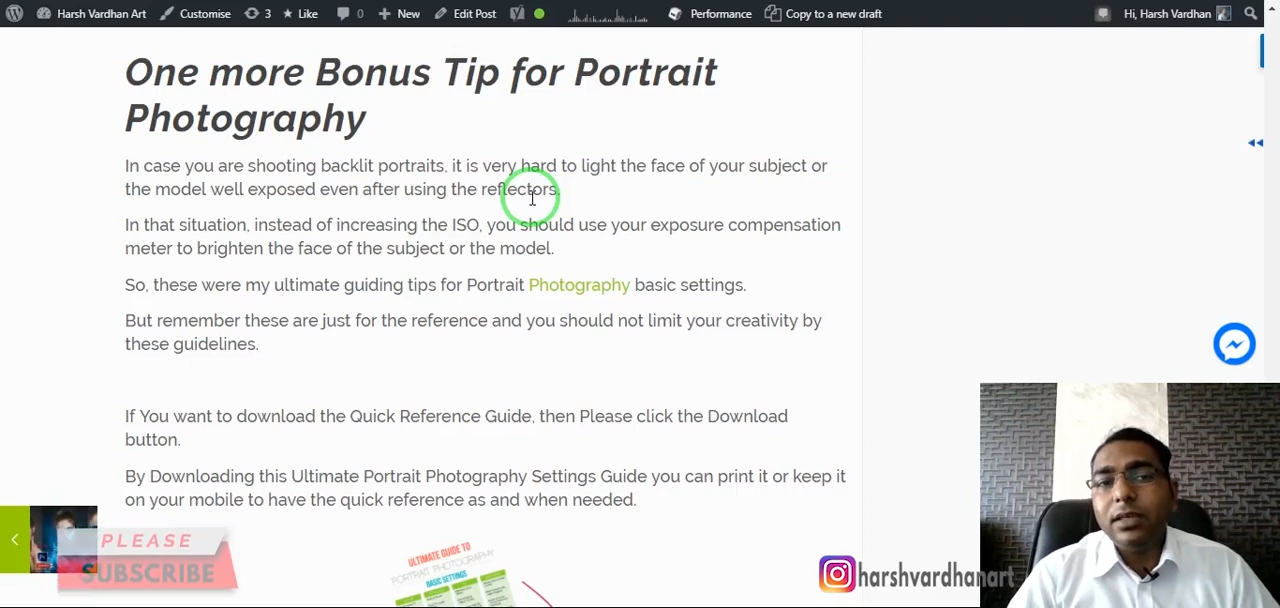 Harsh Vardhan Art Customise 3 Like 0 New Edit Post Performance Copy to a new draft Hi, Harsh Vardhan
One more Bonus Tip for Portrait
Photography
In case you are shooting backlit portraits, it is very hard to light the face of your subject or
the model well exposed even after using the reflectors.
In that situation, instead of increasing the ISO, you should use your exposure compensation
meter to brighten the face of the subject or the model.
So, these were my ultimate guiding tips for Portrait Photography basic settings.
But remember these are just for the reference and you should not limit your creativity by
these guidelines.
If You want to download the Quick Reference Guide, then Please click the Download
button.
By Downloading this Ultimate Portrait Photography Settings Guide you can print it or keep it
on your mobile to have the quick reference as and when needed.
PLEASE
SUBSCRIBE
ULTIMATE GUIDE TO
PORTRAIT PHOTOGRAPHY
BASIC SETTINGS
harshvardhanart